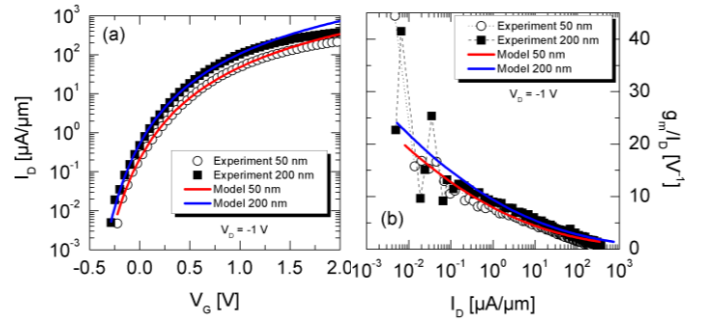 (a)
I_D [μA/μm]
10³
10²
10¹
10⁰
10⁻¹
10⁻²
10⁻³
Experiment 50 nm
Experiment 200 nm
Model 50 nm
Model 200 nm
V_D = -1 V
-0.5 0.0 0.5 1.0 1.5 2.0
V_G [V]
Experiment 50 nm
Experiment 200 nm
Model 50 nm
Model 200 nm
V_D = -1 V
40
30
20
10
0
g_m/I_D [V⁻¹]
(b)
10⁻³ 10⁻² 10⁻¹ 10⁰ 10¹ 10² 10³
I_D [μA/μm]